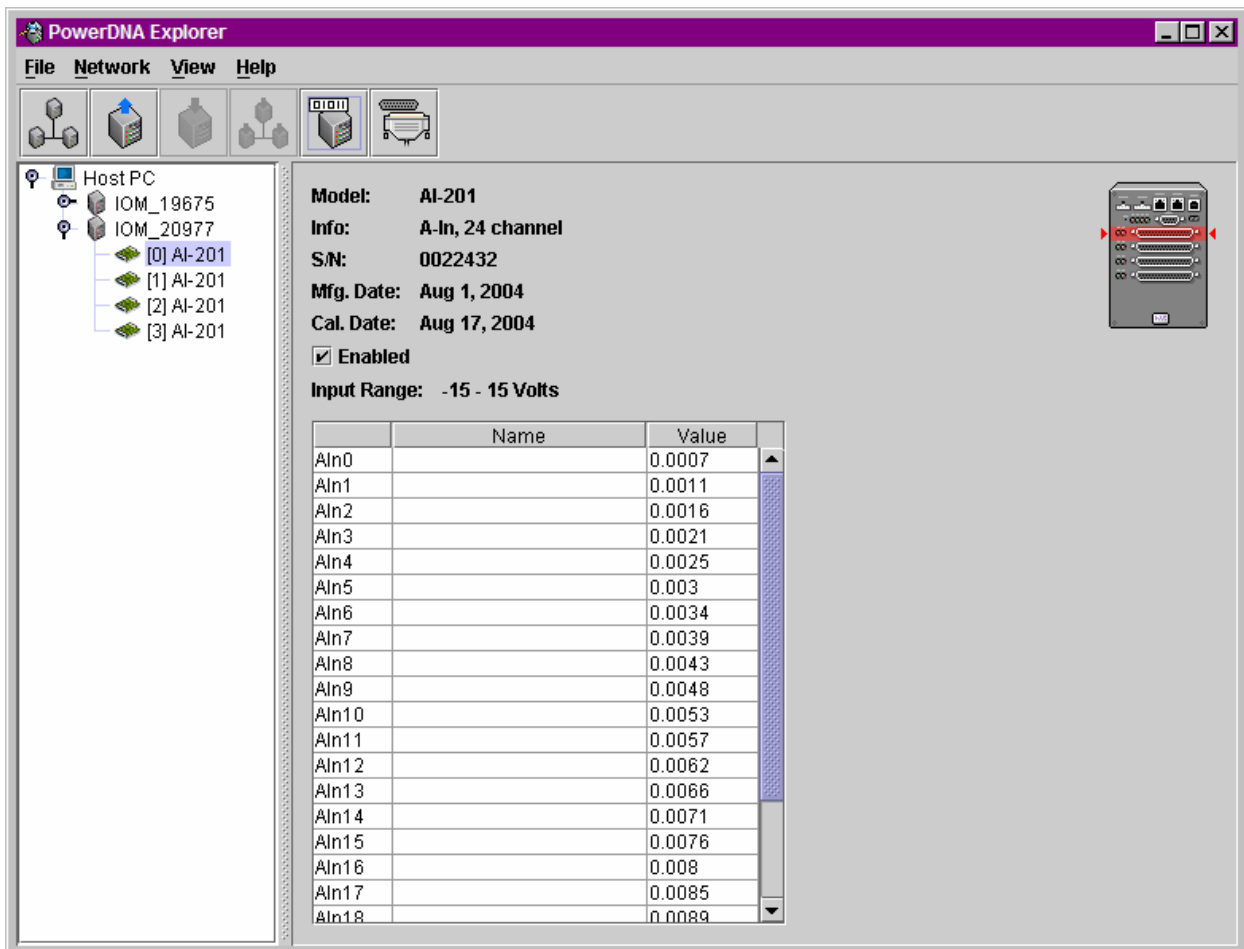 PowerDNA Explorer
File Network View Help
01011
Host PC
IOM_19675
IOM_20977
[0] AI-201
[1] AI-201
[2] AI-201
[3] AI-201
Model: AI-201
Info: A-In, 24 channel
S/N: 0022432
Mfg. Date: Aug 1, 2004
Cal. Date: Aug 17, 2004
Enabled
Input Range: -15 - 15 Volts
Name Value
AIn0 0.0007
AIn1 0.0011
AIn2 0.0016
AIn3 0.0021
AIn4 0.0025
AIn5 0.003
AIn6 0.0034
AIn7 0.0039
AIn8 0.0043
AIn9 0.0048
AIn10 0.0053
AIn11 0.0057
AIn12 0.0062
AIn13 0.0066
AIn14 0.0071
AIn15 0.0076
AIn16 0.008
AIn17 0.0085
AIn18 0.0089